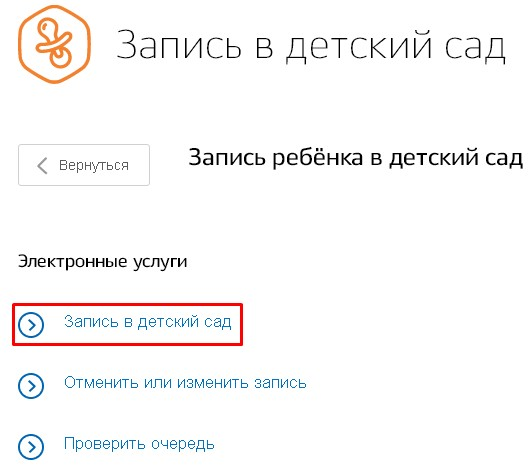 Запись в детский сад
Вернуться
Запись ребёнка в детский сад
Электронные услуги
Запись в детский сад
Отменить или изменить запись
Проверить очередь